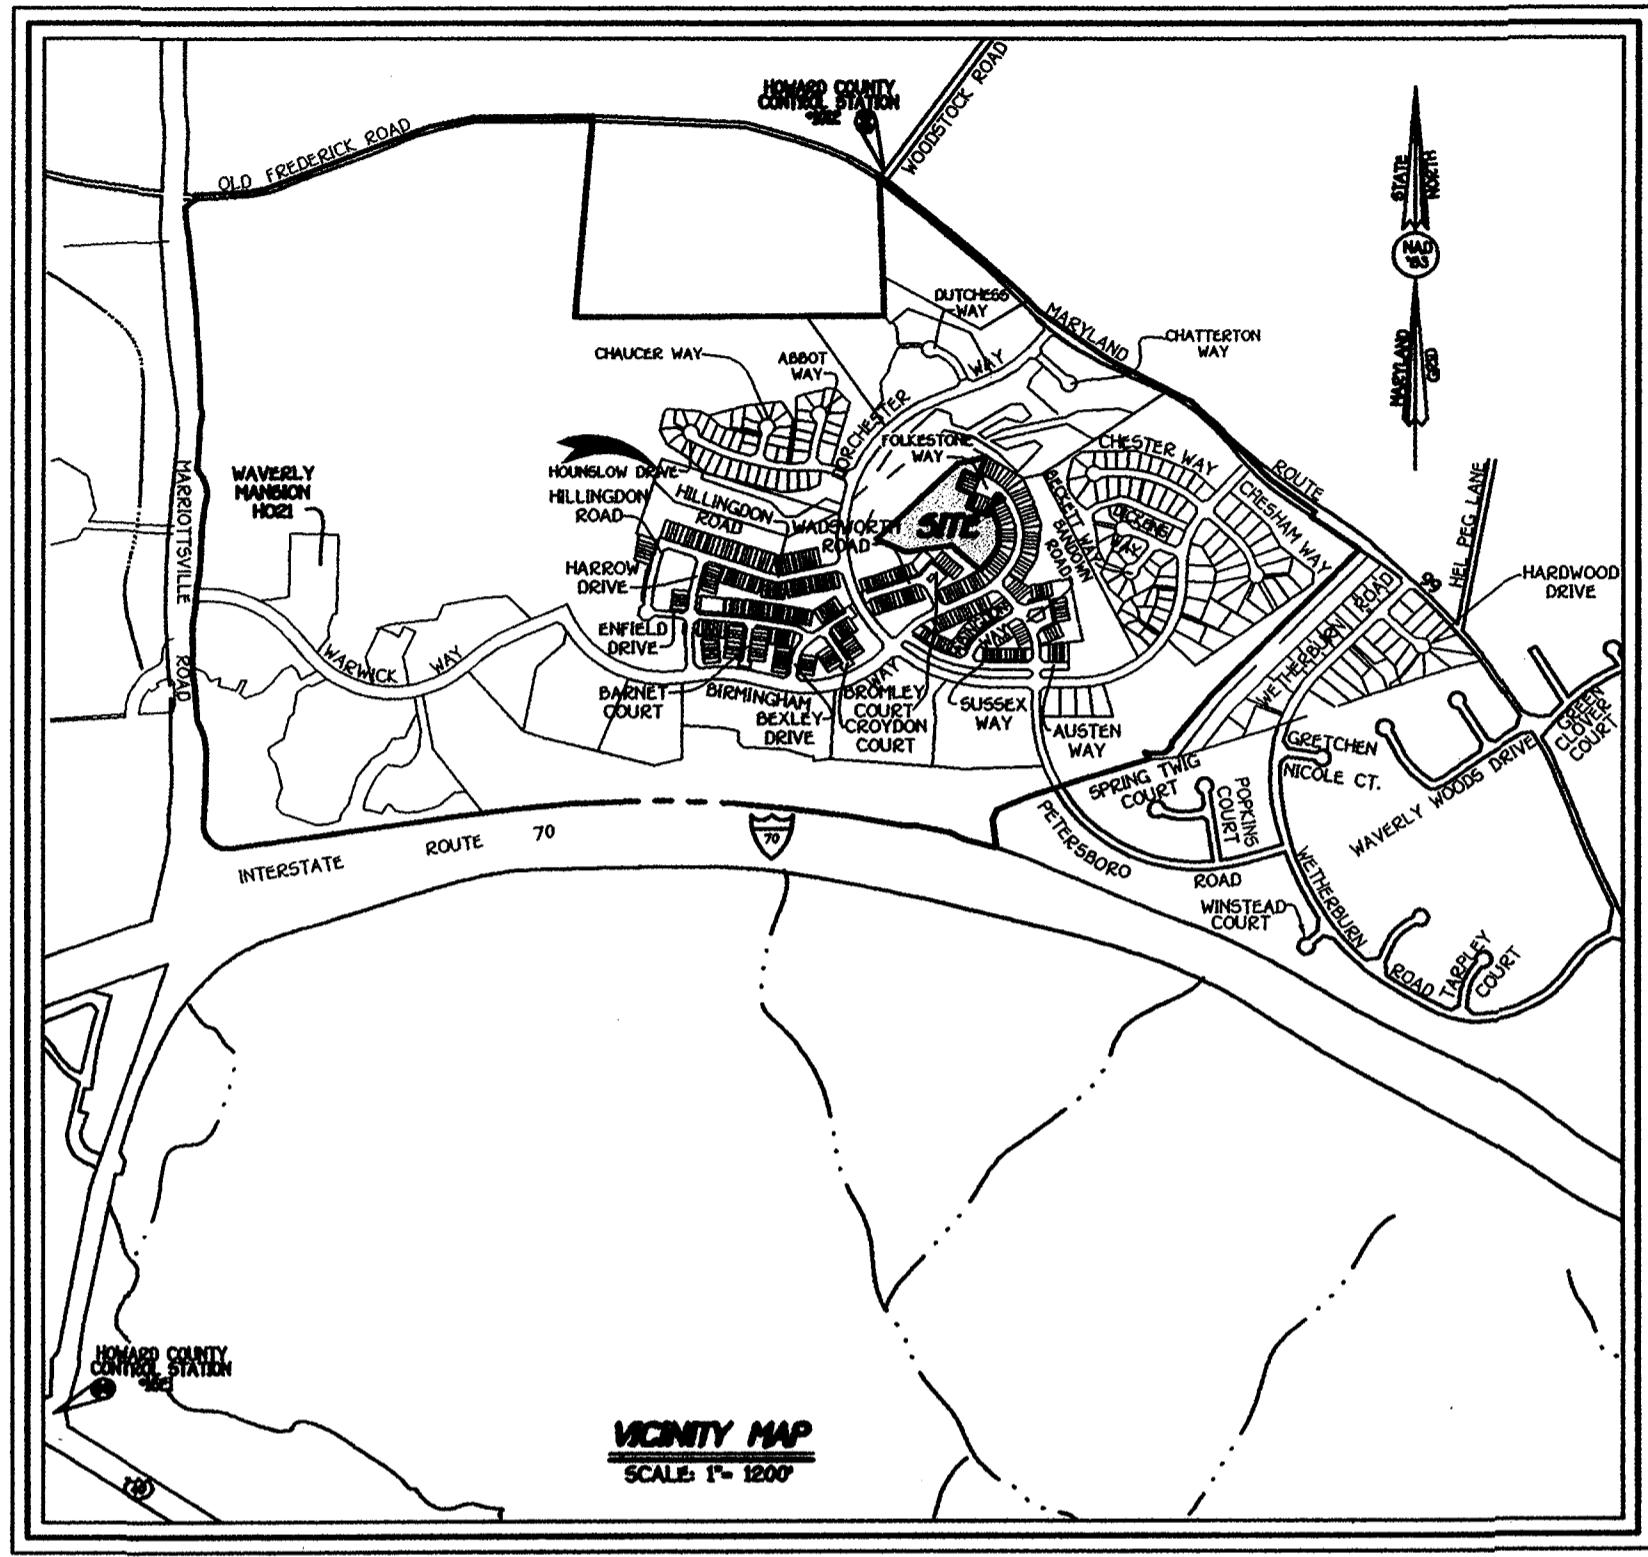 HOWARD COUNTY
CONTROL STATION
WOODSTOCK ROAD
OLD FREDERICK ROAD
STATE
NORTH
NAD
'83
MARYLAND
GRID
DUTCHESS
WAY
MARYLAND
CHATTERTON
WAY
CHAUCER WAY
ABBOT
WAY
DORCHESTER
WAY
FOLKESTONE
WAY
CHESTER WAY
ROUTE
99
HOUNSLOW DRIVE
HILLINGDON
ROAD
HILLINGDON
ROAD
WADSWORTH
ROAD
SITE
BECKETT WAY
BANDOWN
ROAD
DICKENS
WAY
CHESHAM WAY
HEL PEG LANE
HARDWOOD
DRIVE
WAVERLY
MANSION
HO21
MARRIOTTSVILLE
ROAD
HARROW
DRIVE
ENFIELD
DRIVE
WARWICK
WAY
BARNET
COURT
BIRMINGHAM
WAY
BEXLEY
DRIVE
BROMLEY
COURT
CROYDON
COURT
WAY
SUSSEX
WAY
AUSTEN
WAY
WETHERBURN
ROAD
GRETCHEN
NICOLE CT.
GREEN
CLOVER
COURT
SPRING TWIG
COURT
POPKINS
COURT
WAVERLY WOODS DRIVE
PETERSBORO
ROAD
INTERSTATE
ROUTE
70
70
WINSTEAD
COURT
WETHERBURN
ROAD
TARPLEY
COURT
HOWARD COUNTY
CONTROL STATION
VICINITY MAP
SCALE: 1"= 1200'